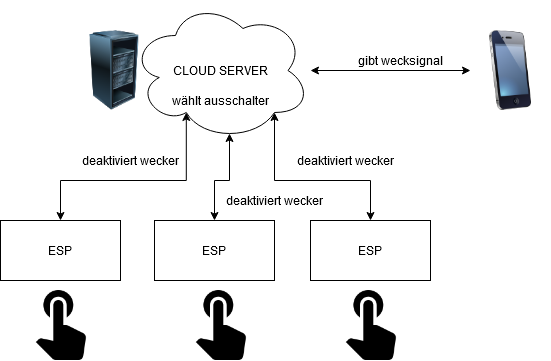 CLOUD SERVER
wählt ausschalter
gibt wecksignal
deaktiviert wecker
deaktiviert wecker
deaktiviert wecker
ESP
ESP
ESP